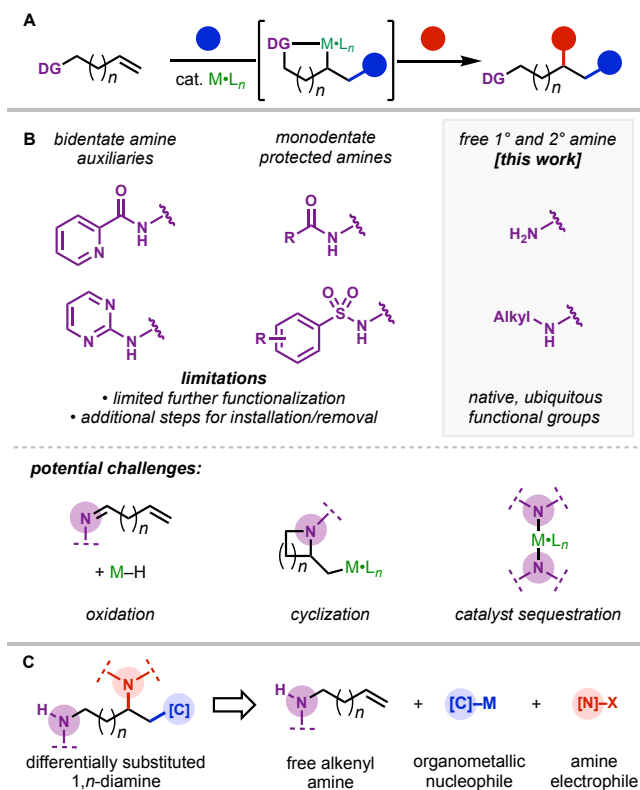 A
DG
( )n
cat. M•Ln
DG M•Ln
( )n
DG
( )n
B
bidentate amine
auxiliaries
monodentate
protected amines
free 1° and 2° amine
[this work]
O
N
N
H
O
R
N
H
H2N
N
N
N
H
O O
S
N
H
R
Alkyl
N
H
limitations
• limited further functionalization
• additional steps for installation/removal
native, ubiquitous
functional groups
potential challenges:
N
( )n
+ M–H
oxidation
N
( )n
M•Ln
cyclization
N
M•Ln
N
catalyst sequestration
C
H
N
( )n
N
[C]
differentially substituted
1,n-diamine
H
N
( )n
free alkenyl
amine
+
[C]–M
organometallic
nucleophile
+
[N]–X
amine
electrophile